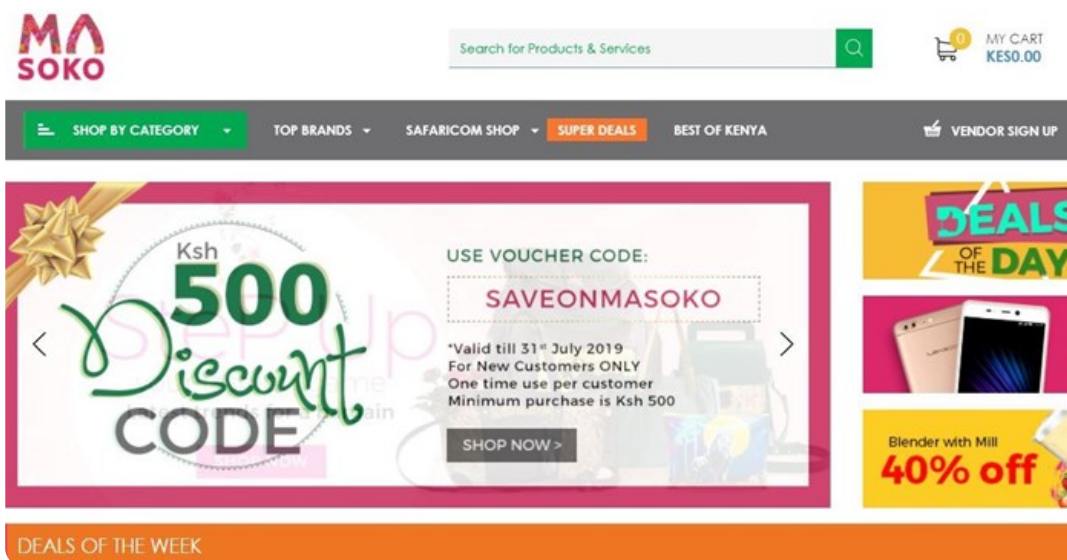 MA
SOKO
Search for Products & Services
0
MY CART
KES0.00
SHOP BY CATEGORY
TOP BRANDS
SAFARICOM SHOP
SUPER DEALS
BEST OF KENYA
VENDOR SIGN UP
Ksh
500
Discount
CODE
Step Up
USE VOUCHER CODE:
SAVEONMASOKO
*Valid till 31st July 2019
For New Customers ONLY
One time use per customer
Minimum purchase is Ksh 500
SHOP NOW >
DEALS
OF
THE DAY
Blender with Mill
40% off
DEALS OF THE WEEK